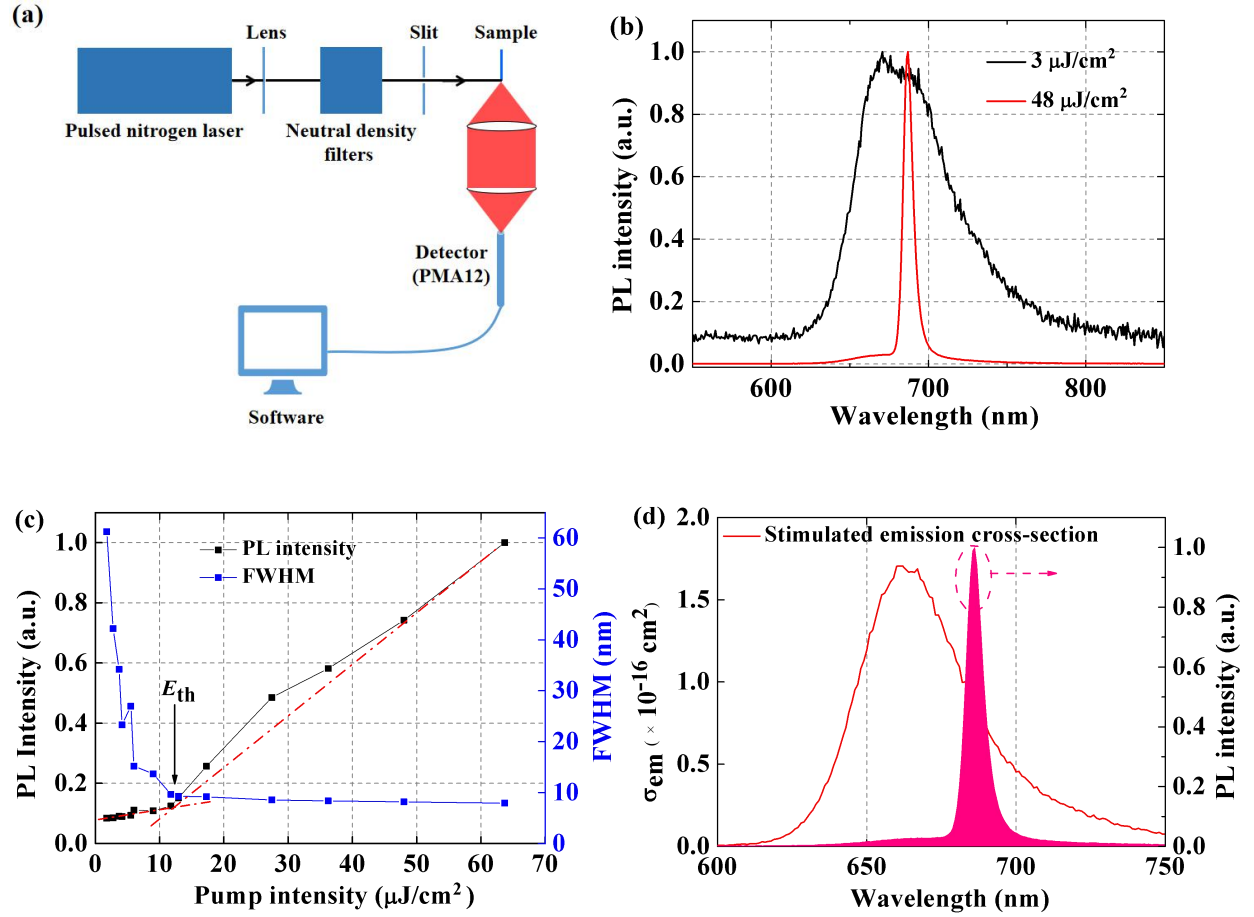 (a)
Lens
Slit
Sample
Pulsed nitrogen laser
Neutral density
filters
Detector
(PMA12)
Software
(b)
1.0
0.8
0.6
0.4
0.2
0.0
PL intensity (a.u.)
3 μJ/cm²
48 μJ/cm²
600
700
800
Wavelength (nm)
(c)
1.0
0.8
0.6
0.4
0.2
0.0
PL Intensity (a.u.)
PL intensity
FWHM
Eth
60
50
40
30
20
10
0
FWHM (nm)
0
10
20
30
40
50
60
70
Pump intensity (μJ/cm²)
(d)
2.0
1.5
1.0
0.5
0.0
σem ( × 10⁻¹⁶ cm²)
Stimulated emission cross-section
1.0
0.8
0.6
0.4
0.2
0.0
PL intensity (a.u.)
600
650
700
750
Wavelength (nm)